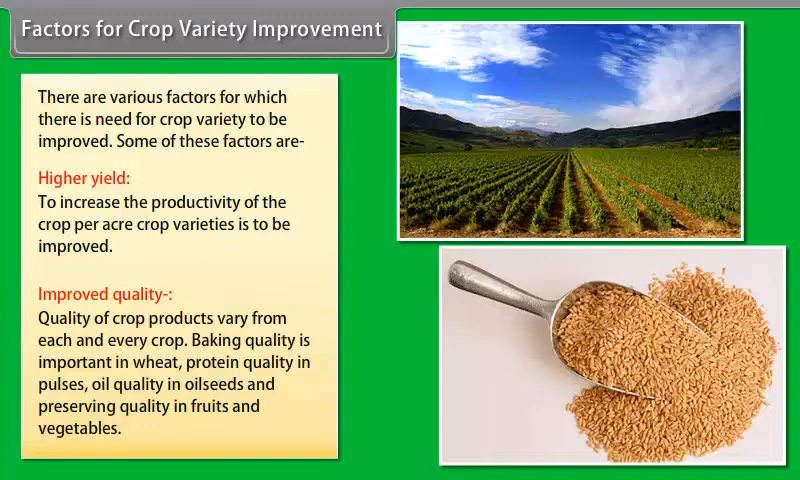 Factors for Crop Variety Improvement
There are various factors for which
there is need for crop variety to be
improved. Some of these factors are-
Higher yield:
To increase the productivity of the
crop per acre crop varieties is to be
improved.
Improved quality-:
Quality of crop products vary from
each and every crop. Baking quality is
important in wheat, protein quality in
pulses, oil quality in oilseeds and
preserving quality in fruits and
vegetables.